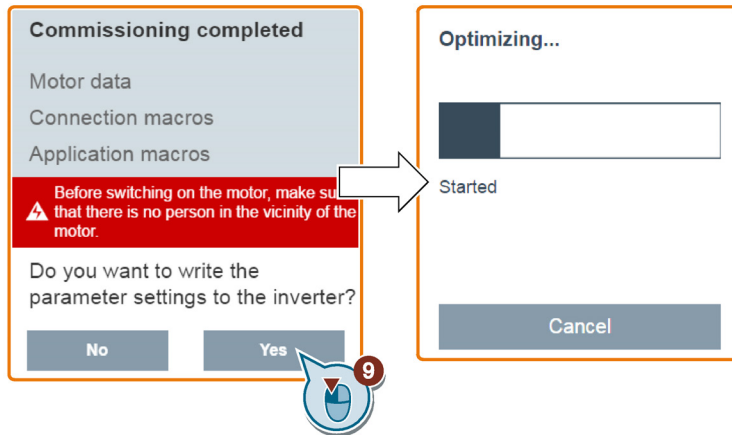 Commissioning completed
Motor data
Connection macros
Application macros
Before switching on the motor, make su
that there is no person in the vicinity of the
motor.
Do you want to write the
parameter settings to the inverter?
No
Yes
9
Optimizing...
Started
Cancel